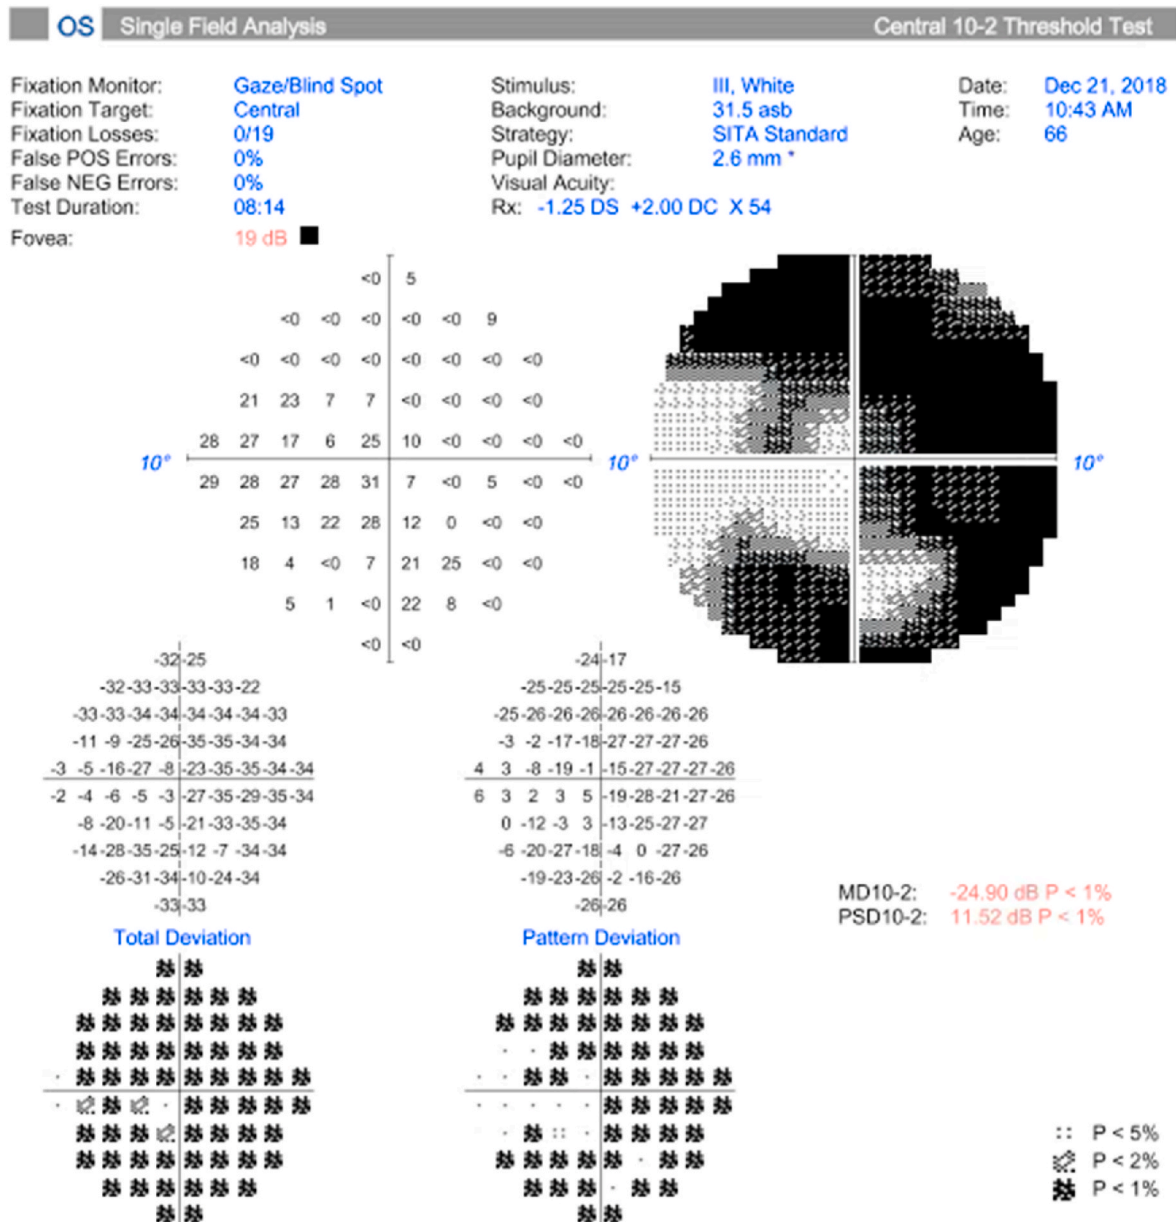 OS Single Field Analysis Central 10-2 Threshold Test
Fixation Monitor: Gaze/Blind Spot Stimulus: III, White Date: Dec 21, 2018
Fixation Target: Central Background: 31.5 asb Time: 10:43 AM
Fixation Losses: 0/19 Strategy: SITA Standard Age: 66
False POS Errors: 0% Pupil Diameter: 2.6 mm *
False NEG Errors: 0% Visual Acuity:
Test Duration: 08:14 Rx: -1.25 DS +2.00 DC X 54
Fovea: 19 dB
<0 5
<0 <0 <0 <0 <0 9
<0 <0 <0 <0 <0 <0 <0 <0
21 23 7 7 <0 <0 <0 <0
28 27 17 6 25 10 <0 <0 <0 <0
10° 10° 10°
29 28 27 28 31 7 <0 5 <0 <0
25 13 22 28 12 0 <0 <0
18 4 <0 7 21 25 <0 <0
5 1 <0 22 8 <0
<0 <0
-32 -25 -24 -17
-32 -33 -33 -33 -33 -22 -25 -25 -25 -25 -25 -15
-33 -33 -34 -34 -34 -34 -34 -33 -25 -26 -26 -26 -26 -26 -26 -26
-11 -9 -25 -26 -35 -35 -34 -34 -3 -2 -17 -18 -27 -27 -27 -26
-3 -5 -16 -27 -8 -23 -35 -35 -34 -34 4 3 -8 -19 -1 -15 -27 -27 -27 -26
-2 -4 -6 -5 -3 -27 -35 -29 -35 -34 6 3 2 3 5 -19 -28 -21 -27 -26
-8 -20 -11 -5 -21 -33 -35 -34 0 -12 -3 3 -13 -25 -27 -27
-14 -28 -35 -25 -12 -7 -34 -34 -6 -20 -27 -18 -4 0 -27 -26
-26 -31 -34 -10 -24 -34 -19 -23 -26 -2 -16 -26
-33 -33 -26 -26
MD10-2: -24.90 dB P < 1%
PSD10-2: 11.52 dB P < 1%
Total Deviation Pattern Deviation
P < 5%
P < 2%
P < 1%